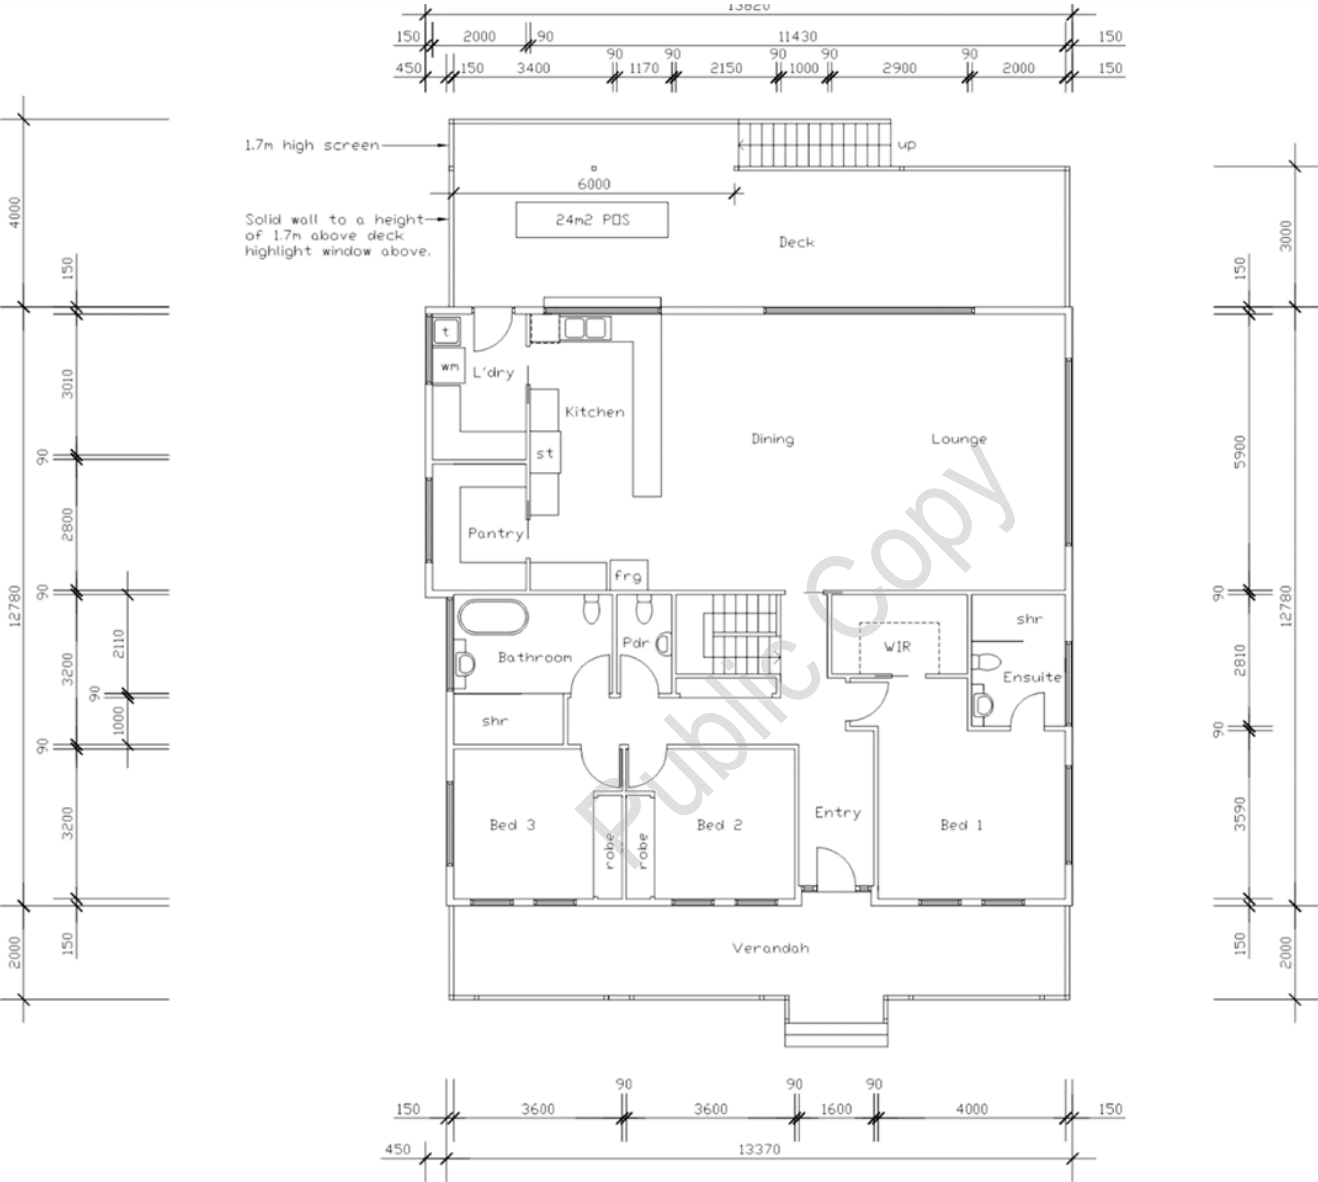 13820
150 2000 90 11430 150
90 90 90 90 90
450 150 3400 1170 2150 1000 2900 2000 150
1.7m high screen
up
6000
4000
3000
Solid wall to a height
of 1.7m above deck
highlight window above.
24m2 POS
Deck
150
150
t
wm
L'dry
3010
Kitchen
Dining
Lounge
90
st
5900
2800
Pantry
frg
90
90
12780
12780
2110
3200
Bathroom
Pdr
WIR
shr
Ensuite
2810
90
1000
shr
90
90
3200
Bed 3
robe
robe
Bed 2
Entry
Bed 1
3590
Public Copy
2000
150
Verandah
150
2000
90 90 90
150 3600 3600 1600 4000 150
450 13370